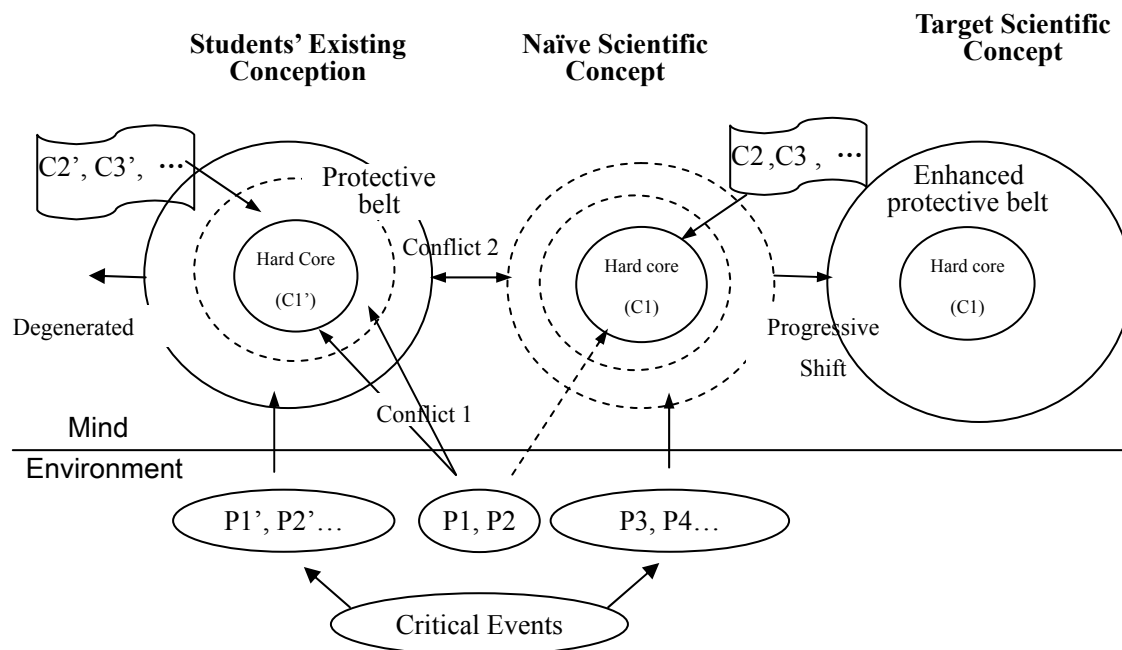 Students’ Existing
Conception
Naïve Scientific
Concept
Target Scientific
Concept
C2’, C3’, ···
Protective
belt
C2 ,C3 , ···
Enhanced
protective belt
Hard Core
(C1’)
Conflict 2
Hard core
(C1)
Hard core
(C1)
Degenerated
Progressive
Shift
Conflict 1
Mind
Environment
P1’, P2’…
P1, P2
P3, P4…
Critical Events